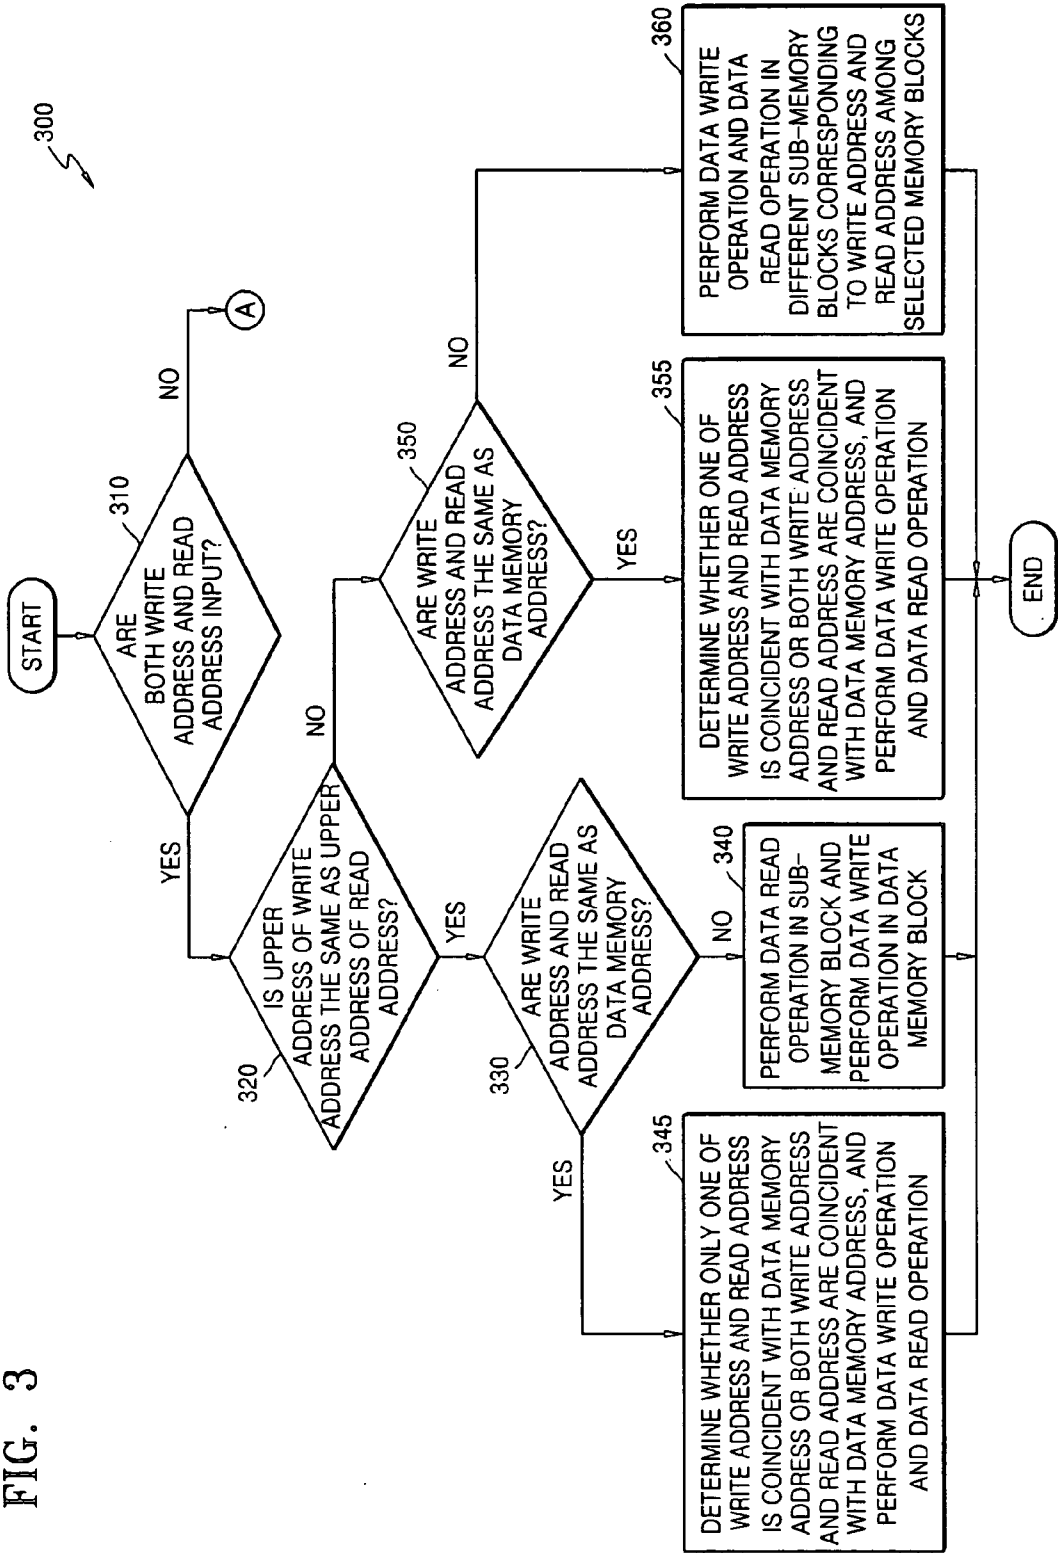 FIG. 3
300
START
310
ARE
BOTH WRITE
ADDRESS AND READ
ADDRESS INPUT?
NO
A
YES
320
IS UPPER
ADDRESS OF WRITE
ADDRESS THE SAME AS UPPER
ADDRESS OF READ
ADDRESS?
NO
YES
350
ARE WRITE
ADDRESS AND READ
ADDRESS THE SAME AS
DATA MEMORY
ADDRESS?
NO
YES
330
ARE WRITE
ADDRESS AND READ
ADDRESS THE SAME AS
DATA MEMORY
ADDRESS?
YES
NO
345
DETERMINE WHETHER ONLY ONE OF
WRITE ADDRESS AND READ ADDRESS
IS COINCIDENT WITH DATA MEMORY
ADDRESS OR BOTH WRITE ADDRESS
AND READ ADDRESS ARE COINCIDENT
WITH DATA MEMORY ADDRESS, AND
PERFORM DATA WRITE OPERATION
AND DATA READ OPERATION
340
PERFORM DATA READ
OPERATION IN SUB-
MEMORY BLOCK AND
PERFORM DATA WRITE
OPERATION IN DATA
MEMORY BLOCK
355
DETERMINE WHETHER ONE OF
WRITE ADDRESS AND READ ADDRESS
IS COINCIDENT WITH DATA MEMORY
ADDRESS OR BOTH WRITE ADDRESS
AND READ ADDRESS ARE COINCIDENT
WITH DATA MEMORY ADDRESS, AND
PERFORM DATA WRITE OPERATION
AND DATA READ OPERATION
360
PERFORM DATA WRITE
OPERATION AND DATA
READ OPERATION IN
DIFFERENT SUB-MEMORY
BLOCKS CORRESPONDING
TO WRITE ADDRESS AND
READ ADDRESS AMONG
SELECTED MEMORY BLOCKS
END